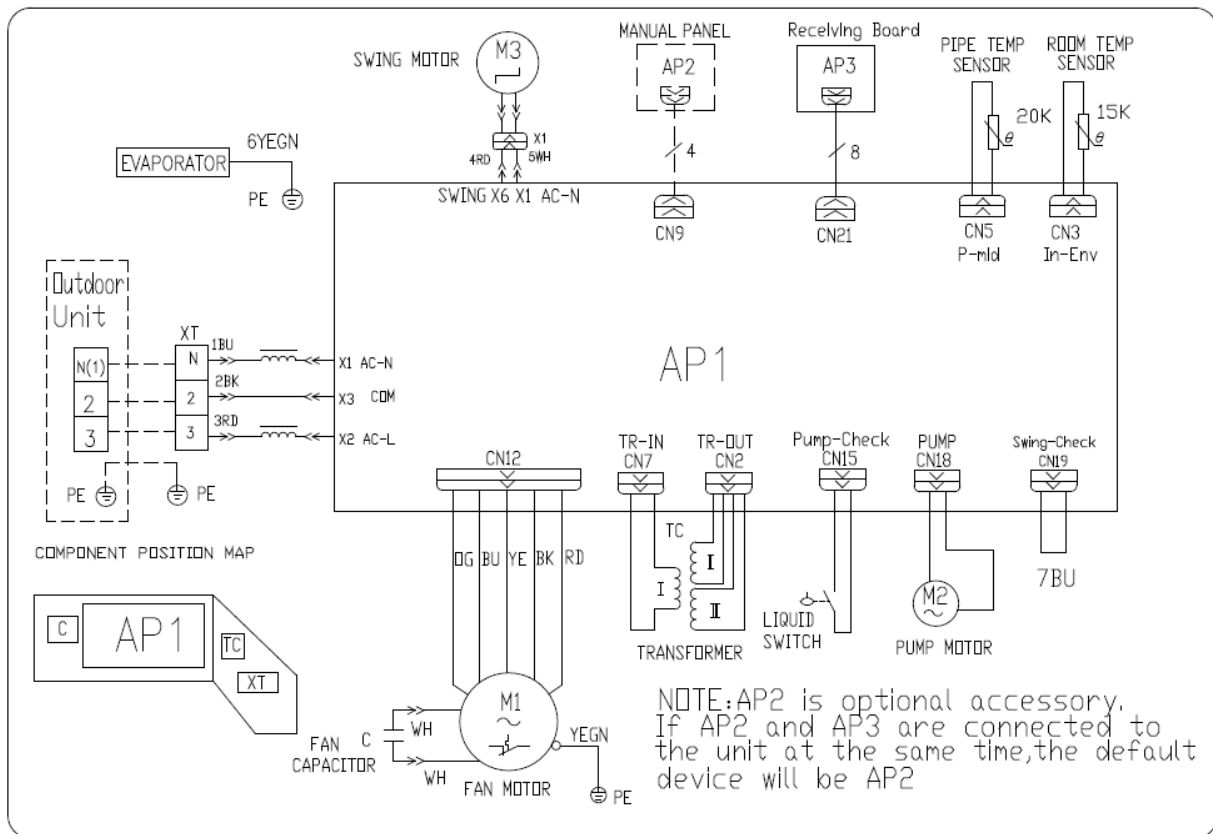 SWING MOTOR
M3
X1
4RD
5WH
SWING X6 X1 AC-N
MANUAL PANEL
AP2
4
CN9
Receiving Board
AP3
8
CN21
PIPE TEMP
SENSOR
20K
θ
CN5
P-mid
ROOM TEMP
SENSOR
15K
θ
CN3
In-Env
EVAPORATOR
6YEGN
PE
Outdoor
Unit
N(1)
2
3
PE
PE
XT
N
2
3
1BU
2BK
3RD
X1 AC-N
X3 COM
X2 AC-L
AP1
CN12
OG
BU
YE
BK
RD
TR-IN
CN7
TR-OUT
CN2
TC
I
I
II
TRANSFORMER
Pump-Check
CN15
LIQUID
SWITCH
PUMP
CN18
M2
PUMP MOTOR
Swing-Check
CN19
7BU
COMPONENT POSITION MAP
C
AP1
TC
XT
FAN
CAPACITOR
C
WH
WH
M1
FAN MOTOR
YEGN
PE
NOTE:AP2 is optional accessory.
If AP2 and AP3 are connected to
the unit at the same time,the default
device will be AP2